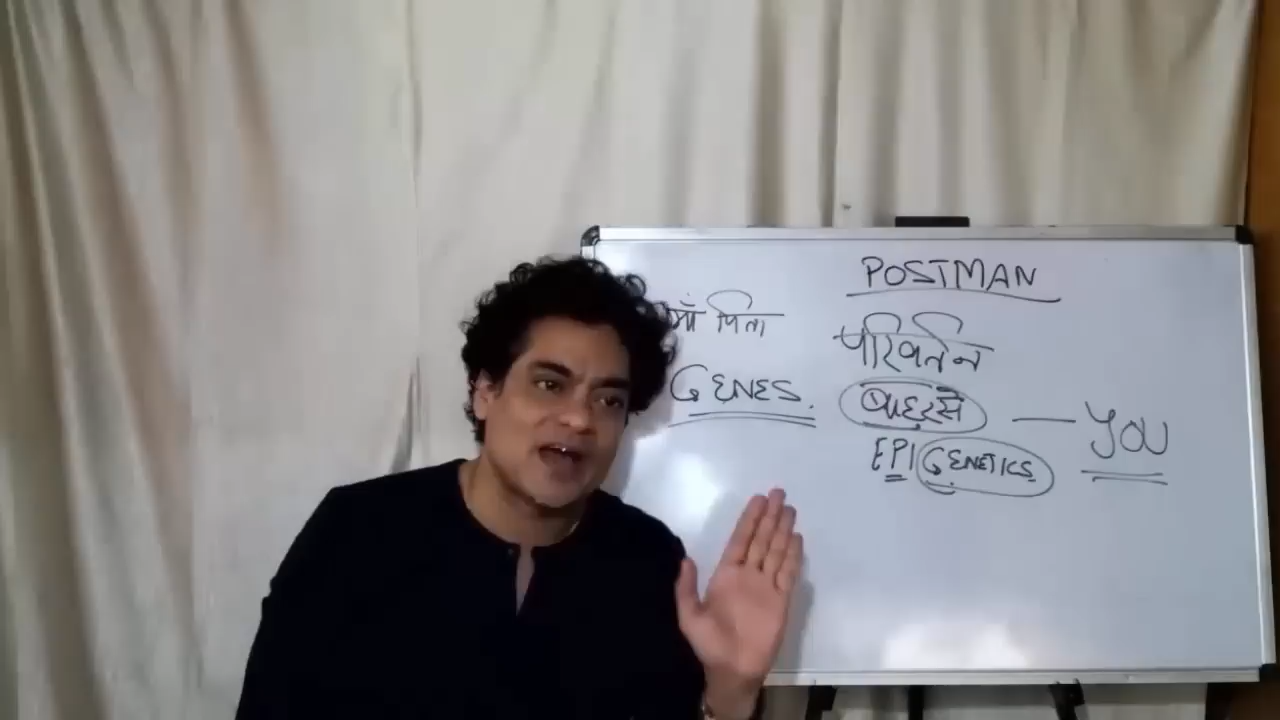 POSTMAN
माँ पिता
परिवर्तन
GENES.
बाहर से — YOU
EPIGENETICS